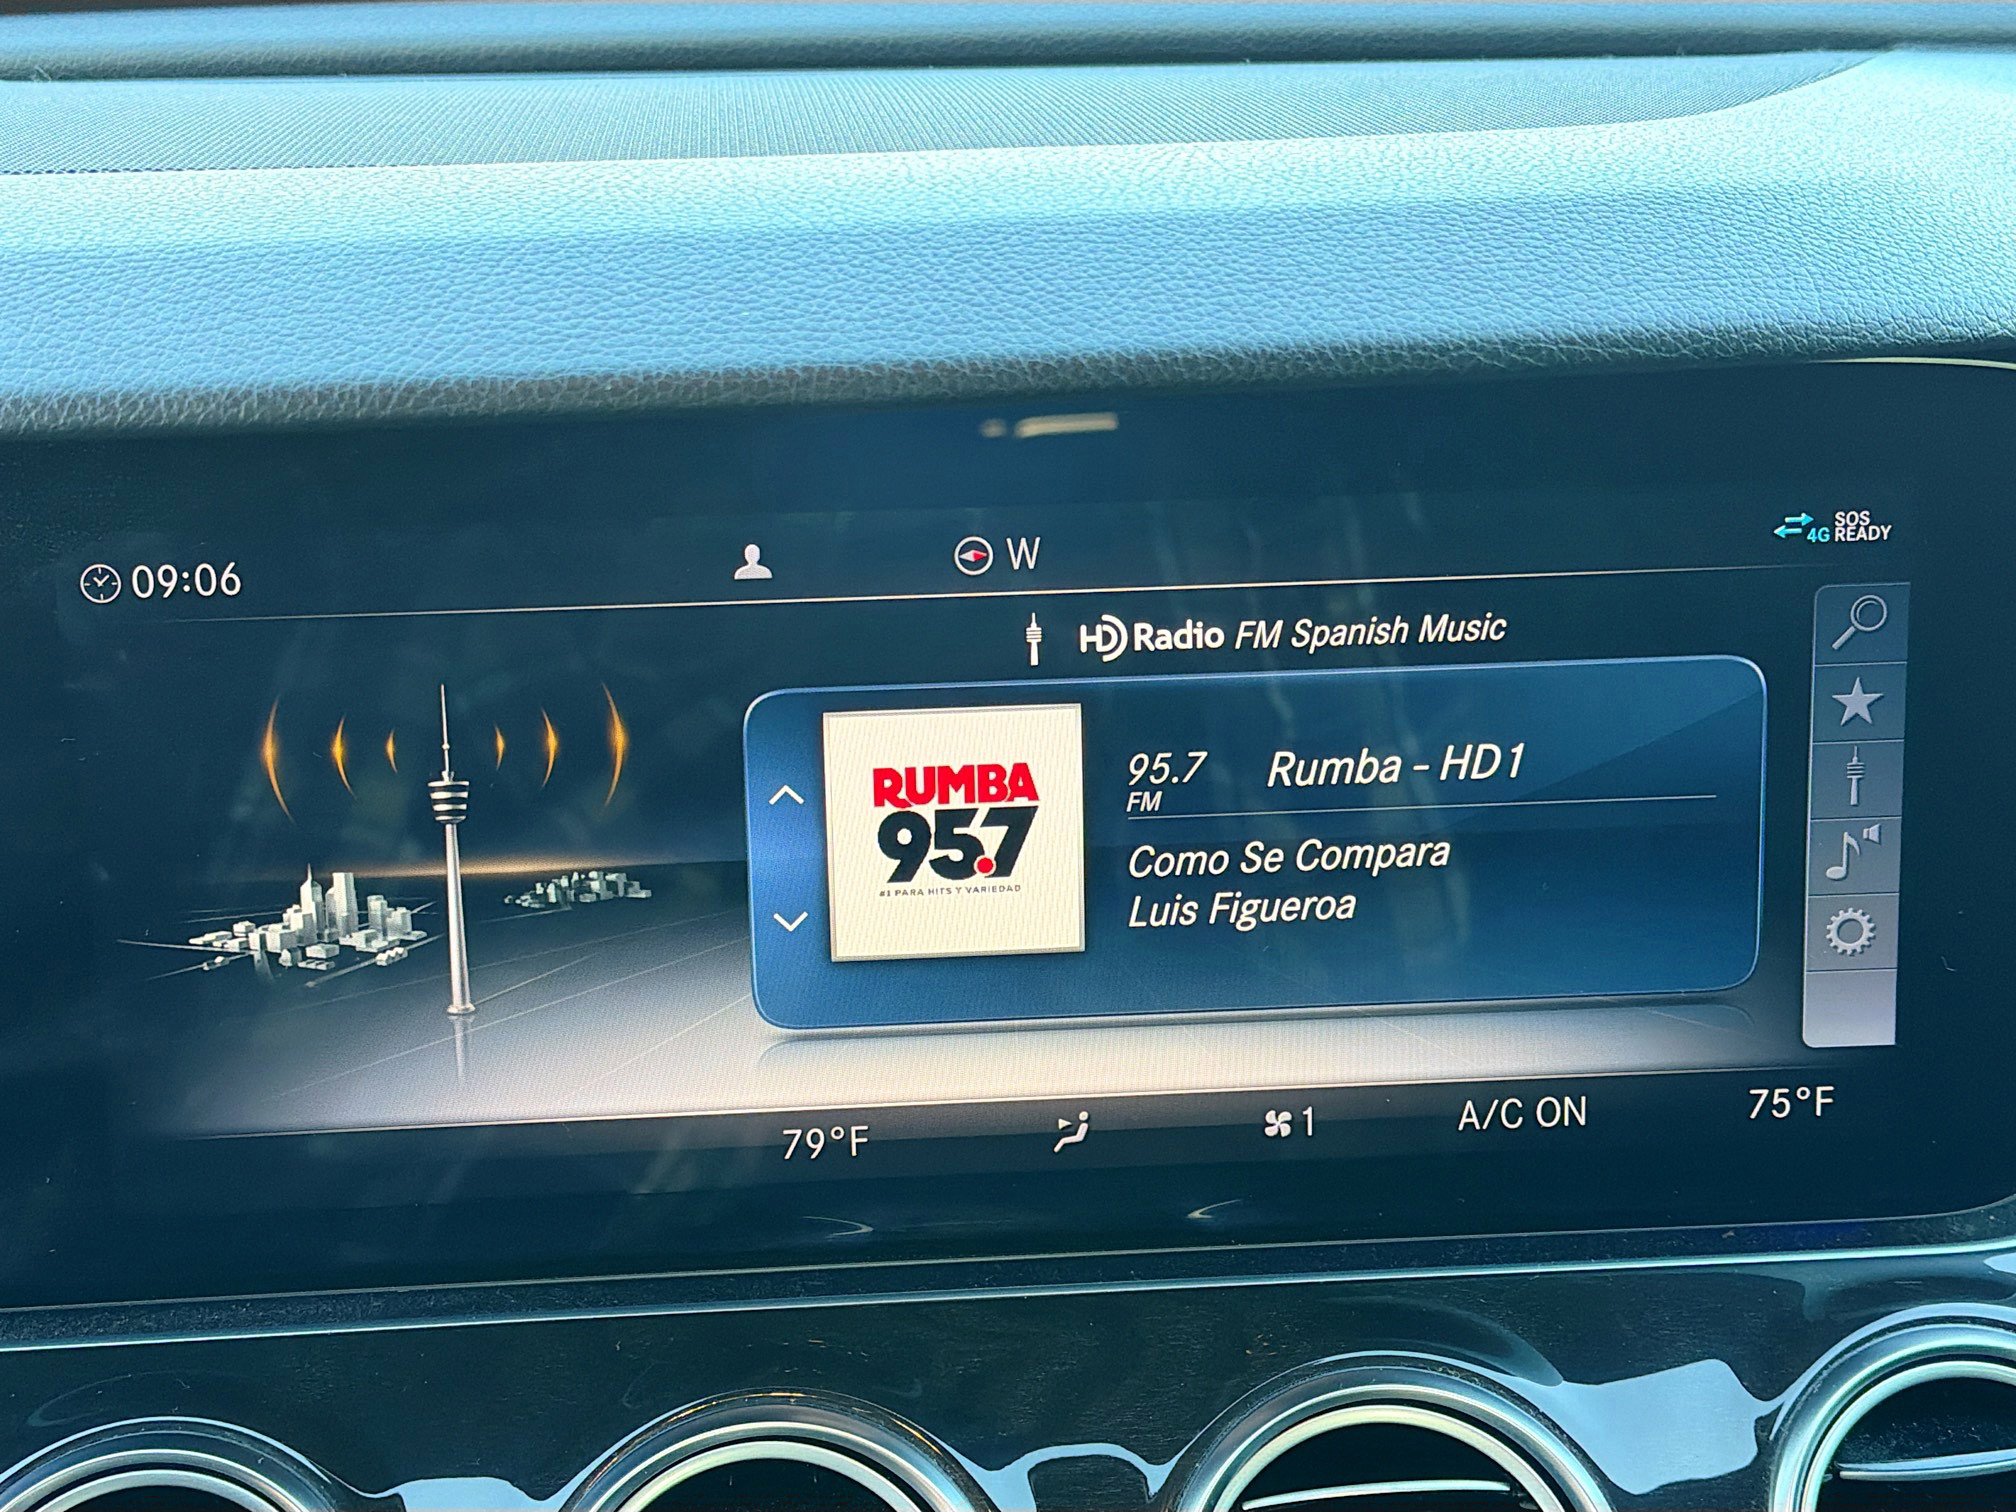 09:06
W
4G SOS
READY
HD Radio FM Spanish Music
RUMBA
95.7
#1 PARA HITS Y VARIEDAD
95.7 Rumba - HD1
FM
Como Se Compara
Luis Figueroa
79°F 1 A/C ON 75°F